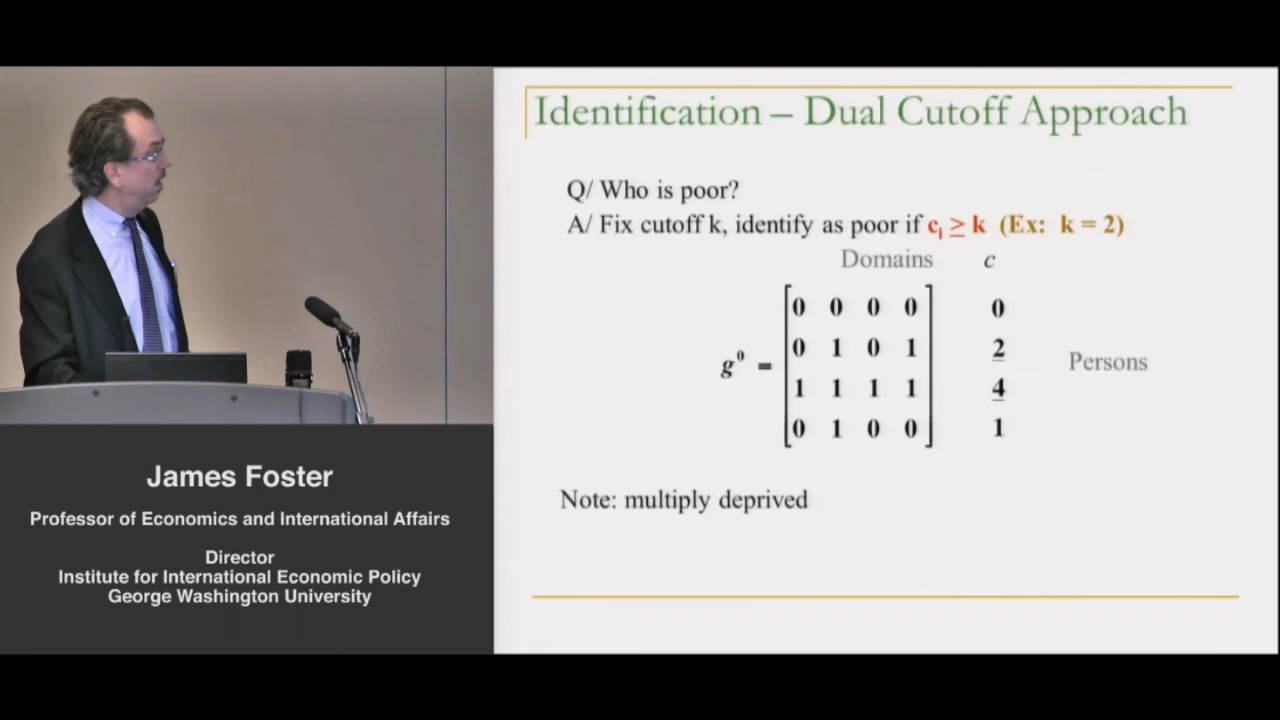 Identification – Dual Cutoff Approach
Q/ Who is poor?
A/ Fix cutoff k, identify as poor if cᵢ ≥ k (Ex: k = 2)
Domains c
0 0 0 0 0
0 1 0 1 2
g⁰ = Persons
1 1 1 1 4
0 1 0 0 1
Note: multiply deprived
James Foster
Professor of Economics and International Affairs
Director
Institute for International Economic Policy
George Washington University